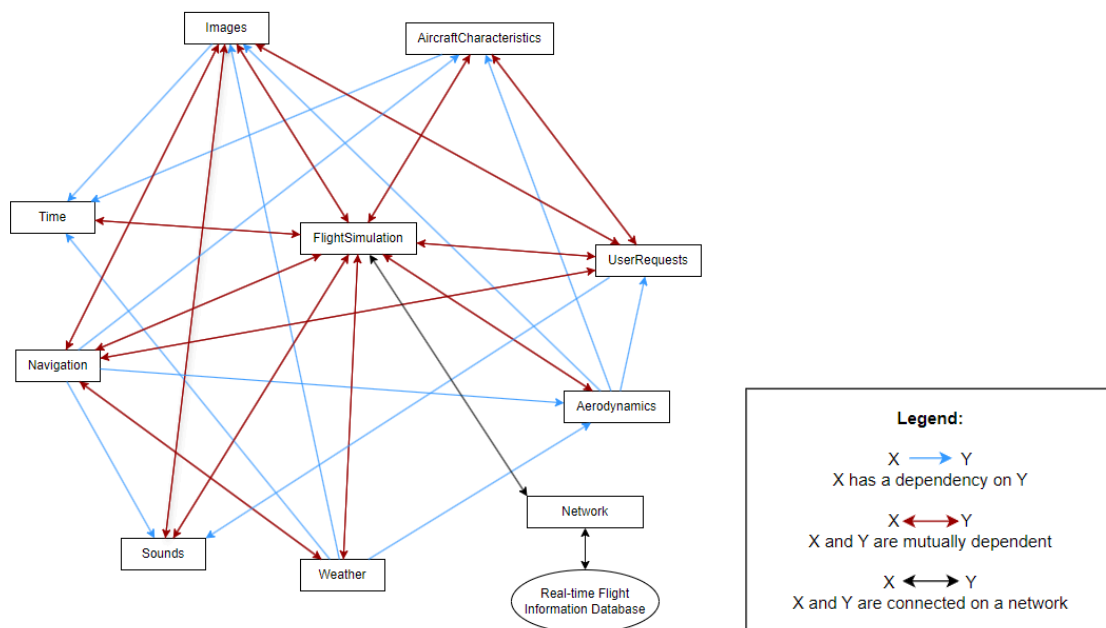 Images
AircraftCharacteristics
Time
FlightSimulation
UserRequests
Navigation
Aerodynamics
Network
Sounds
Weather
Real-time Flight
Information Database
Legend:
X Y
X has a dependency on Y
X Y
X and Y are mutually dependent
X Y
X and Y are connected on a network